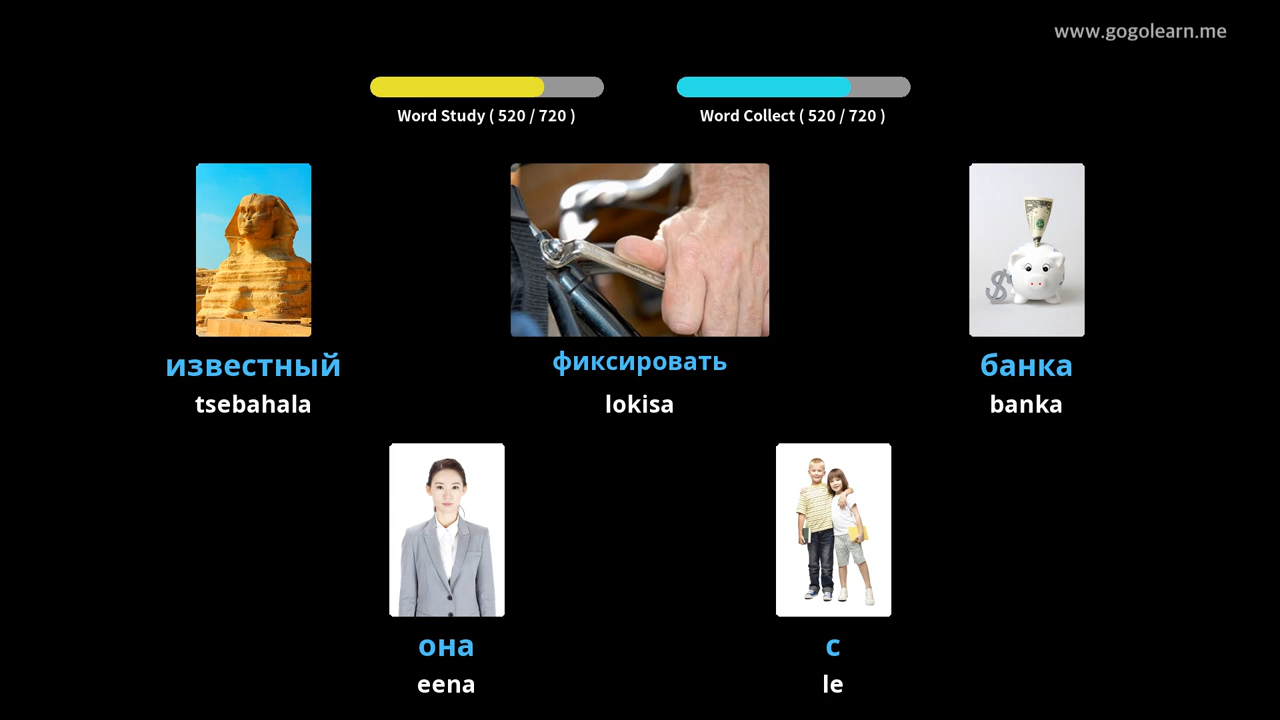 www.gogolearn.me
Word Study ( 520 / 720 )
Word Collect ( 520 / 720 )
известный
фиксировать
банка
tsebahala
lokisa
banka
она
с
eena
le